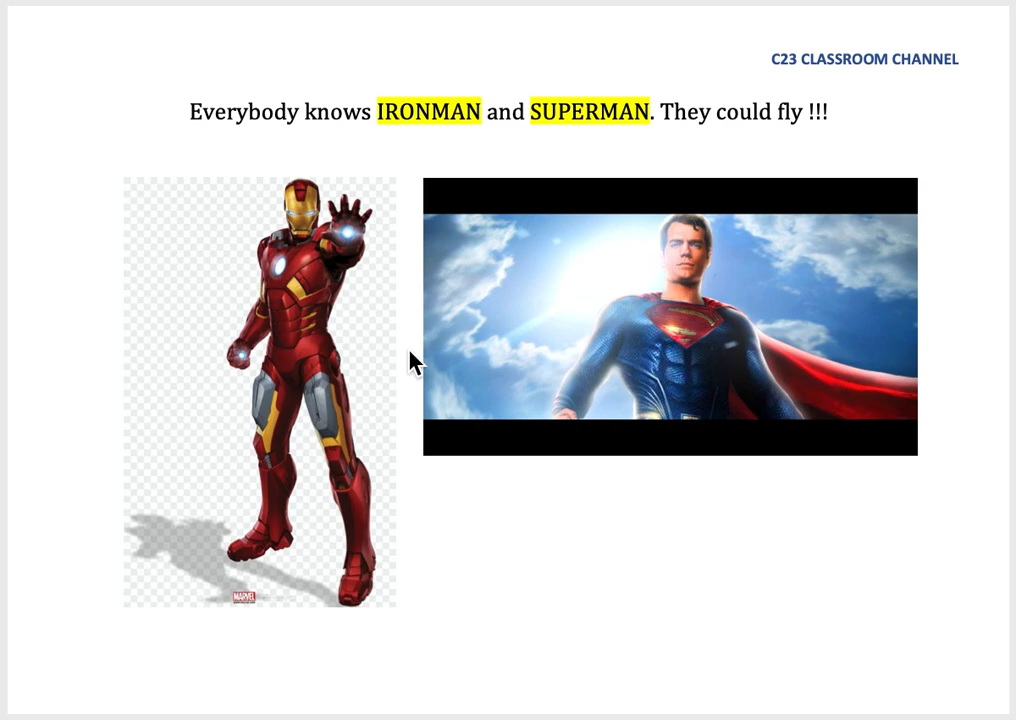 C23 CLASSROOM CHANNEL
Everybody knows IRONMAN and SUPERMAN. They could fly !!!
MARVEL